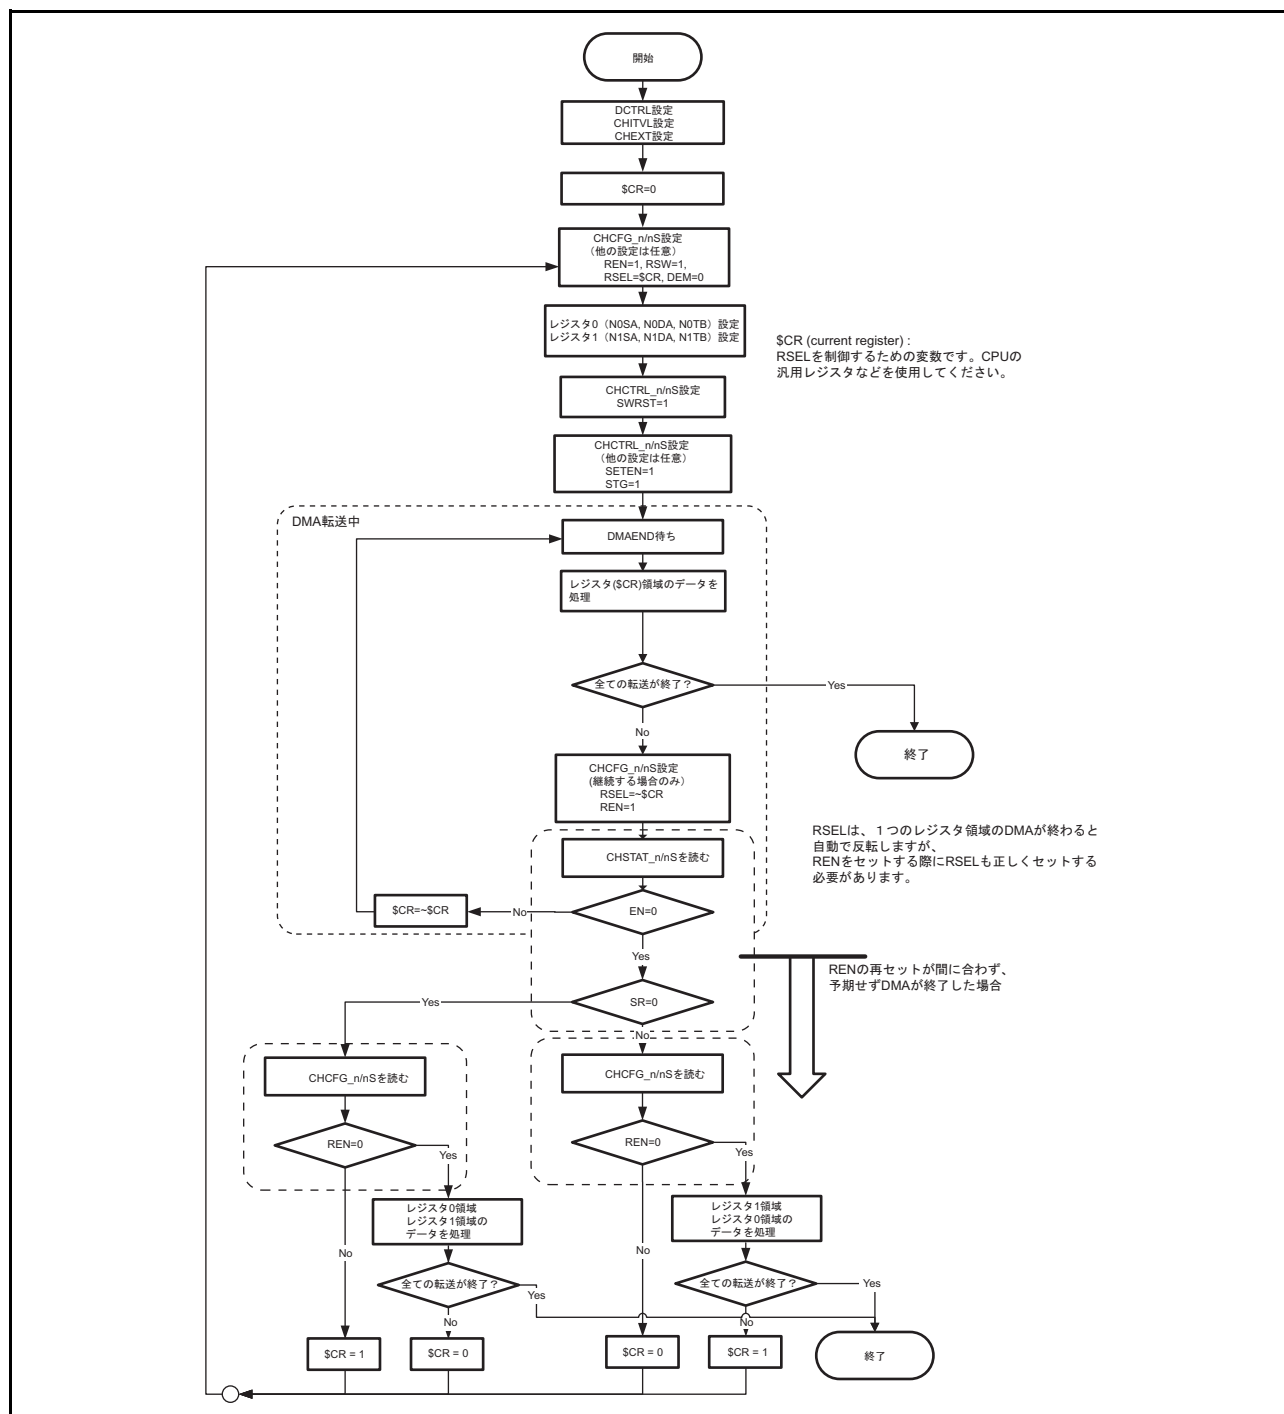 開始
DCTRL設定
CHITVL設定
CHEXT設定
$CR=0
CHCFG_n/nS設定
（他の設定は任意）
REN=1, RSW=1,
RSEL=$CR, DEM=0
レジスタ0（N0SA, N0DA, N0TB）設定
レジスタ1（N1SA, N1DA, N1TB）設定
$CR (current register) :
RSELを制御するための変数です。CPUの
汎用レジスタなどを使用してください。
CHCTRL_n/nS設定
SWRST=1
CHCTRL_n/nS設定
（他の設定は任意）
SETEN=1
STG=1
DMA転送中
DMAEND待ち
レジスタ($CR)領域のデータを
処理
全ての転送が終了？
Yes
No
終了
CHCFG_n/nS設定
(継続する場合のみ）
RSEL=~$CR
REN=1
RSELは、１つのレジスタ領域のDMAが終わると
自動で反転しますが、
RENをセットする際にRSELも正しくセットする
必要があります。
CHSTAT_n/nSを読む
$CR=~$CR
No
EN=0
Yes
RENの再セットが間に合わず、
予期せずDMAが終了した場合
Yes
SR=0
No
CHCFG_n/nSを読む
CHCFG_n/nSを読む
REN=0
Yes
REN=0
Yes
レジスタ0領域
レジスタ1領域の
データを処理
レジスタ1領域
レジスタ0領域の
データを処理
No
No
全ての転送が終了？
Yes
全ての転送が終了？
Yes
No
No
$CR = 1
$CR = 0
$CR = 0
$CR = 1
終了